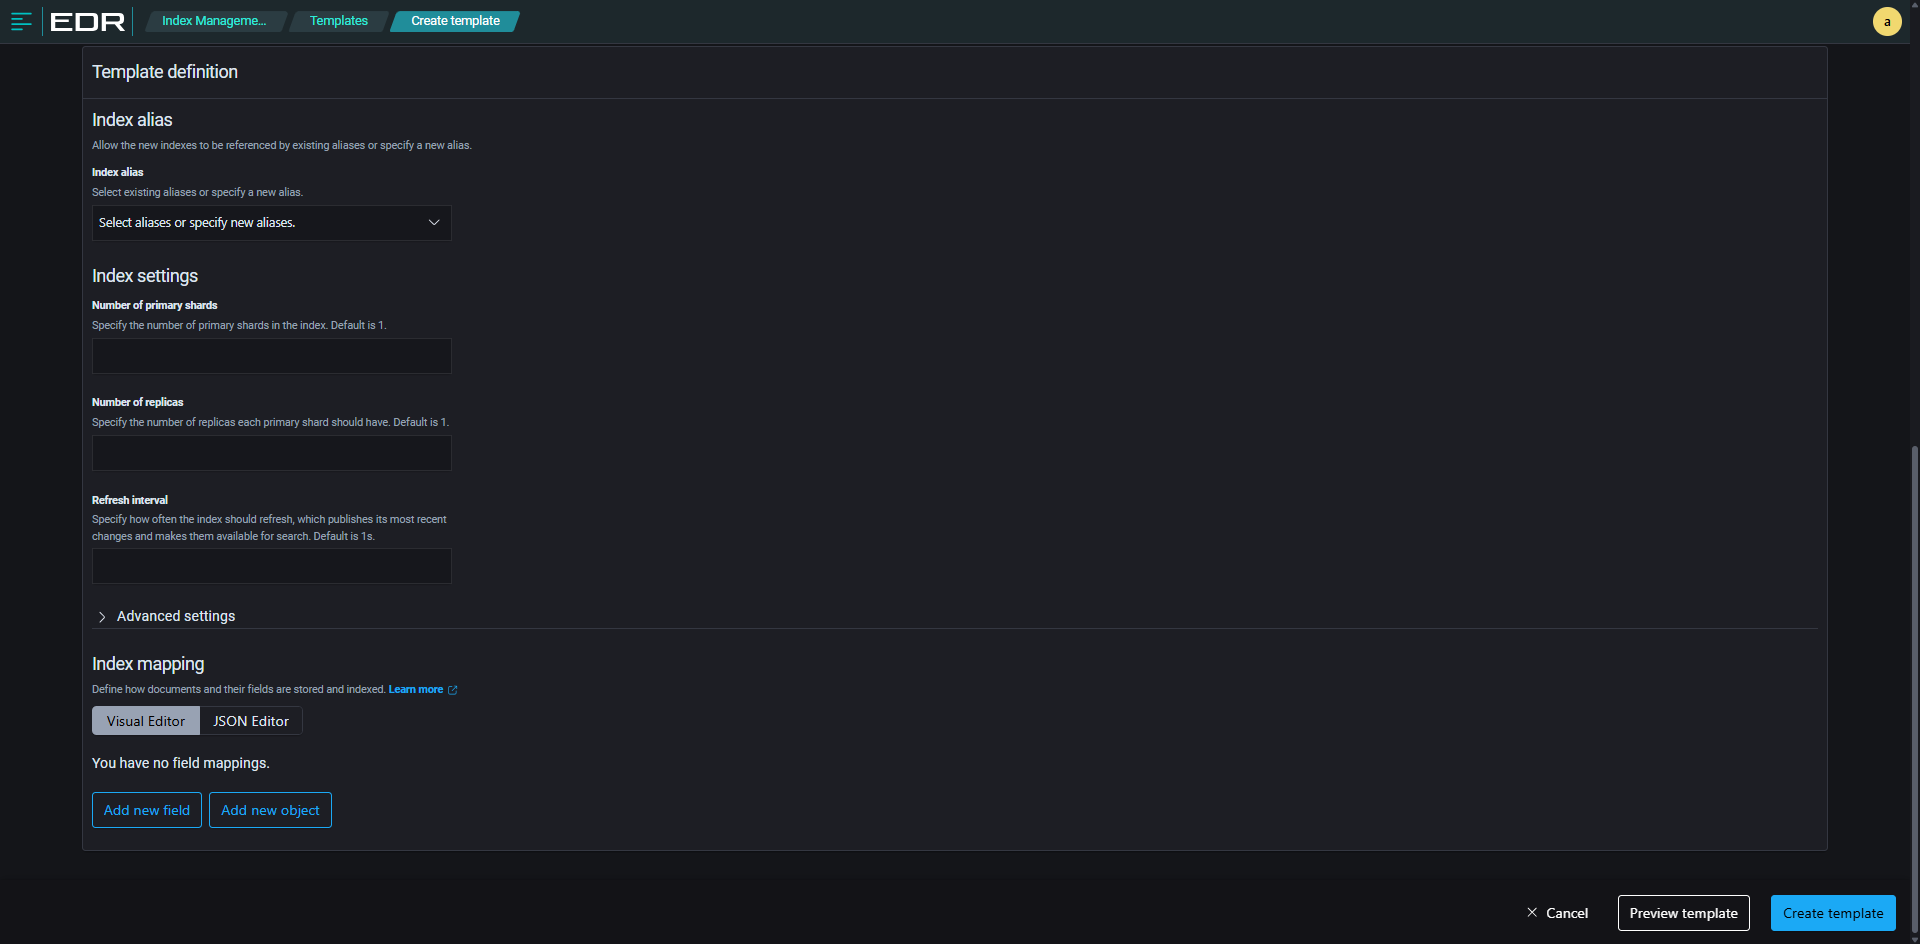 EDR
Index Manageme...
Templates
Create template
a
Template definition
Index alias
Allow the new indexes to be referenced by existing aliases or specify a new alias.
Index alias
Select existing aliases or specify a new alias.
Select aliases or specify new aliases.
Index settings
Number of primary shards
Specify the number of primary shards in the index. Default is 1.
Number of replicas
Specify the number of replicas each primary shard should have. Default is 1.
Refresh interval
Specify how often the index should refresh, which publishes its most recent
changes and makes them available for search. Default is 1s.
Advanced settings
Index mapping
Define how documents and their fields are stored and indexed. Learn more
Visual Editor
JSON Editor
You have no field mappings.
Add new field
Add new object
Cancel
Preview template
Create template